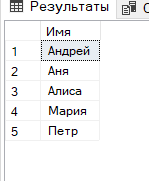 Результаты
Имя
1 Андрей
2 Аня
3 Алиса
4 Мария
5 Петр